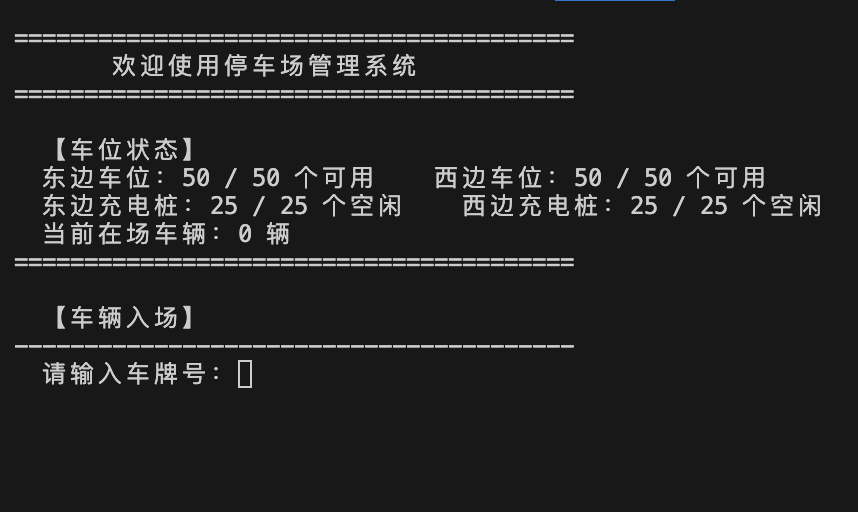 ========================================
欢迎使用停车场管理系统
========================================
【车位状态】
东边车位: 50 / 50 个可用    西边车位: 50 / 50 个可用
东边充电桩: 25 / 25 个空闲    西边充电桩: 25 / 25 个空闲
当前在场车辆: 0 辆
========================================
【车辆入场】
----------------------------------------
请输入车牌号: